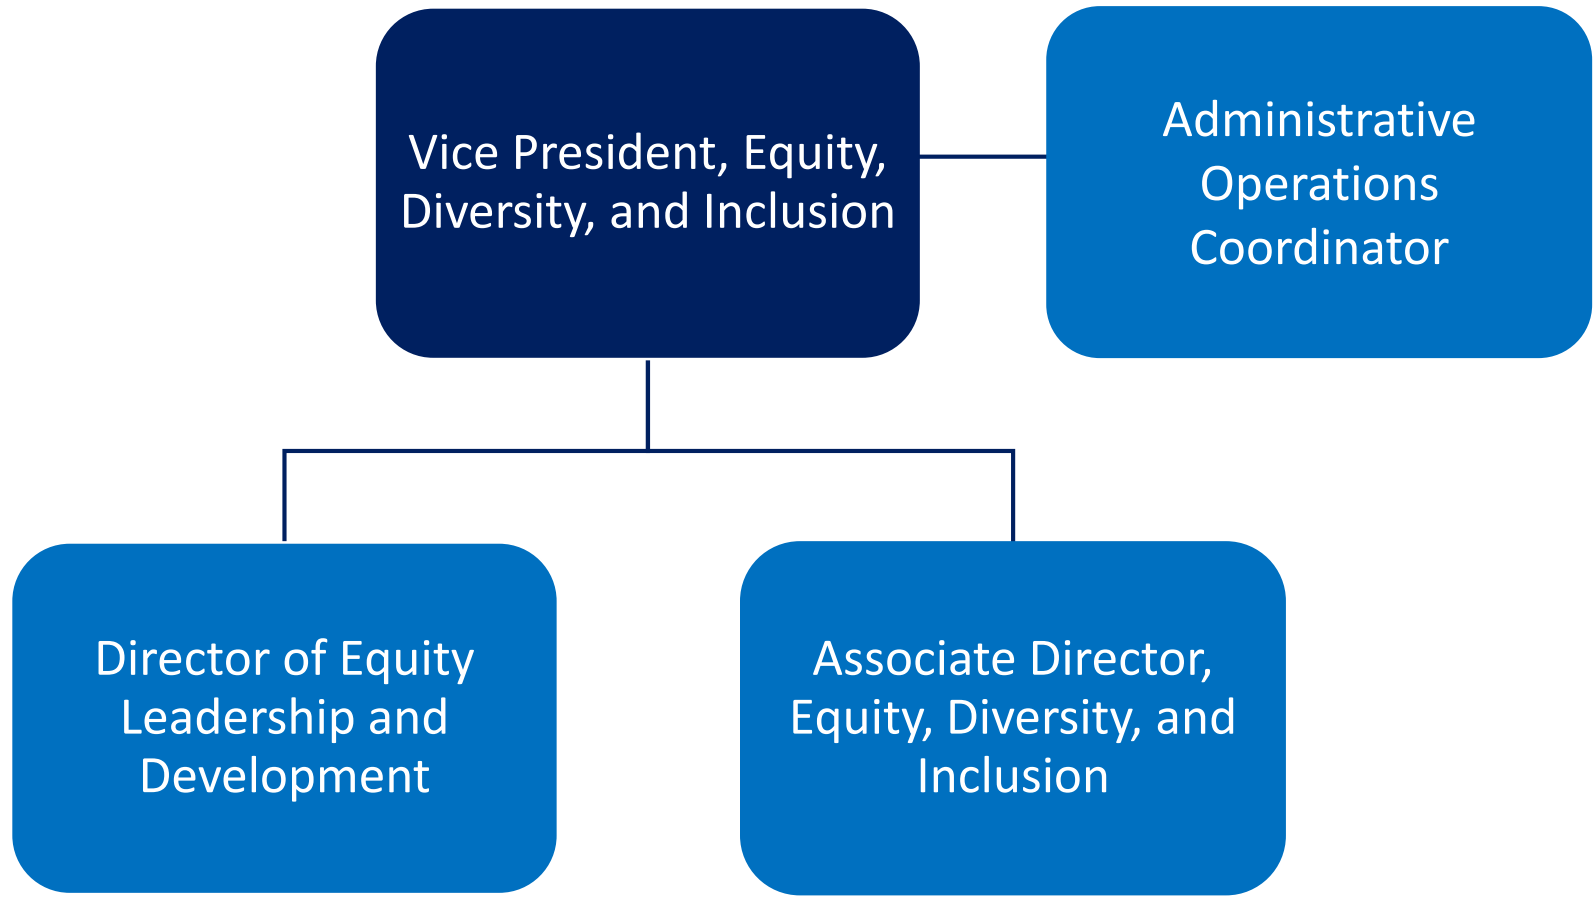 Vice President, Equity,
Diversity, and Inclusion
Administrative
Operations
Coordinator
Director of Equity
Leadership and
Development
Associate Director,
Equity, Diversity, and
Inclusion